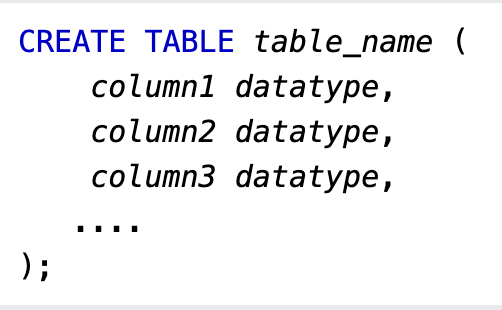 CREATE TABLE table_name (
column1 datatype,
column2 datatype,
column3 datatype,
....
);